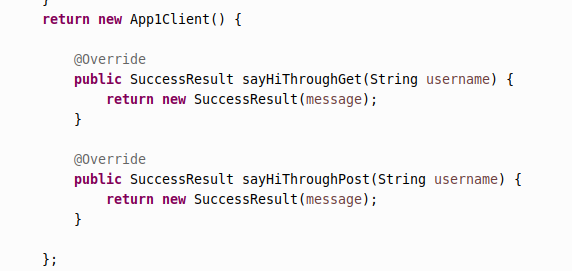 }
return new App1Client() {
@Override
public SuccessResult sayHiThroughGet(String username) {
return new SuccessResult(message);
}
@Override
public SuccessResult sayHiThroughPost(String username) {
return new SuccessResult(message);
}
};